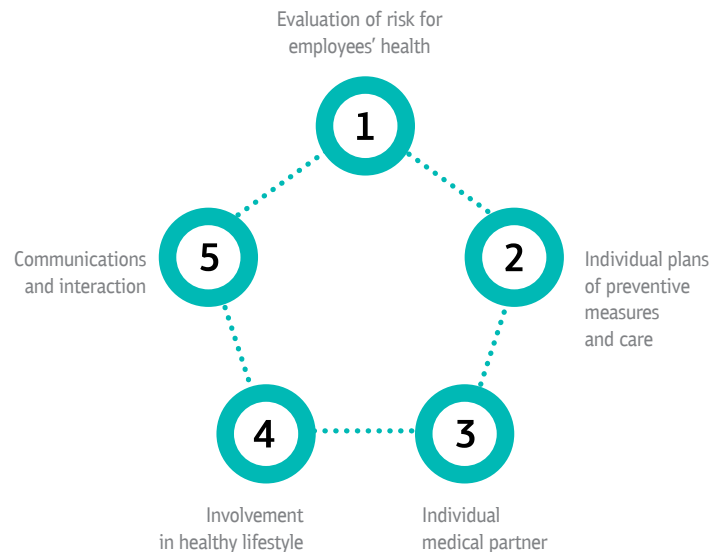 Evaluation of risk for
employees’ health
1
2
Individual plans
of preventive
measures
and care
3
Individual
medical partner
4
Involvement
in healthy lifestyle
5
Communications
and interaction